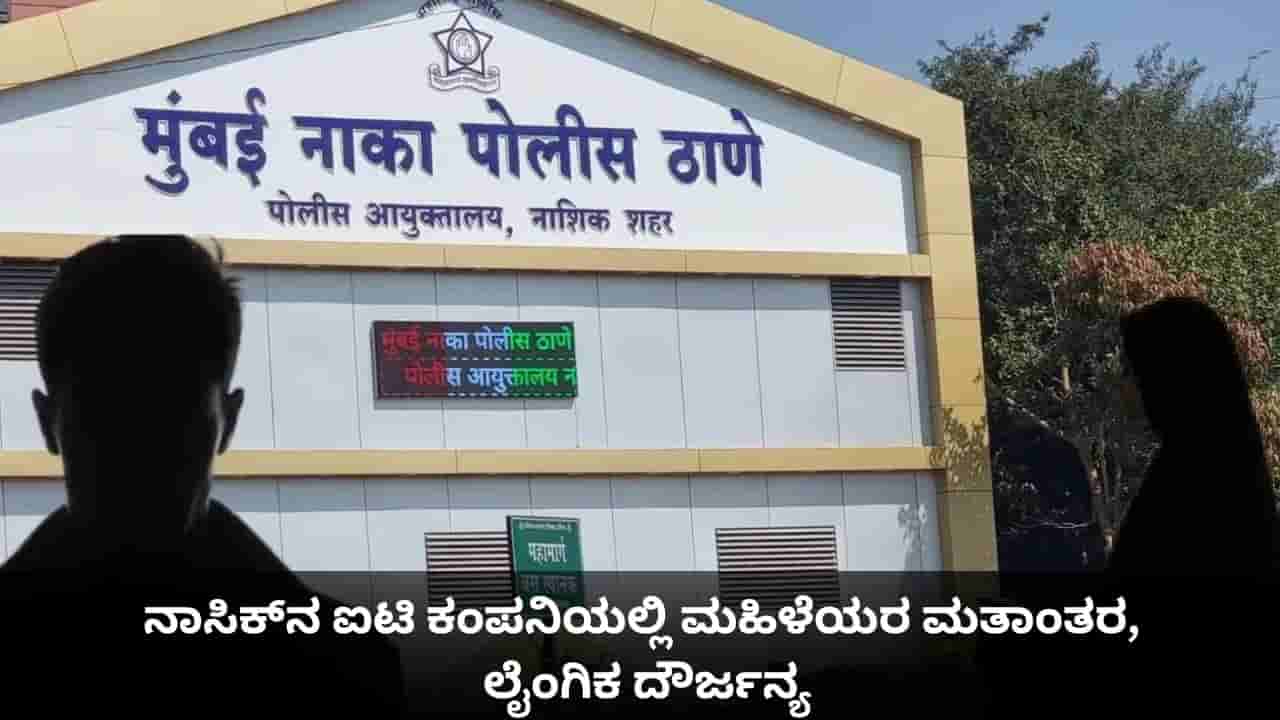 मुंबई नाका पोलीस ठाणे
पोलीस आयुक्तालय, नाशिक शहर
मुंबई नाका पोलीस ठाणे
पोलीस आयुक्तालय
महामार्ग
ನಾಸಿಕ್‌ನ ಐಟಿ ಕಂಪನಿಯಲ್ಲಿ ಮಹಿಳೆಯರ ಮತಾಂತರ,
ಲೈಂಗಿಕ ದೌರ್ಜನ್ಯ